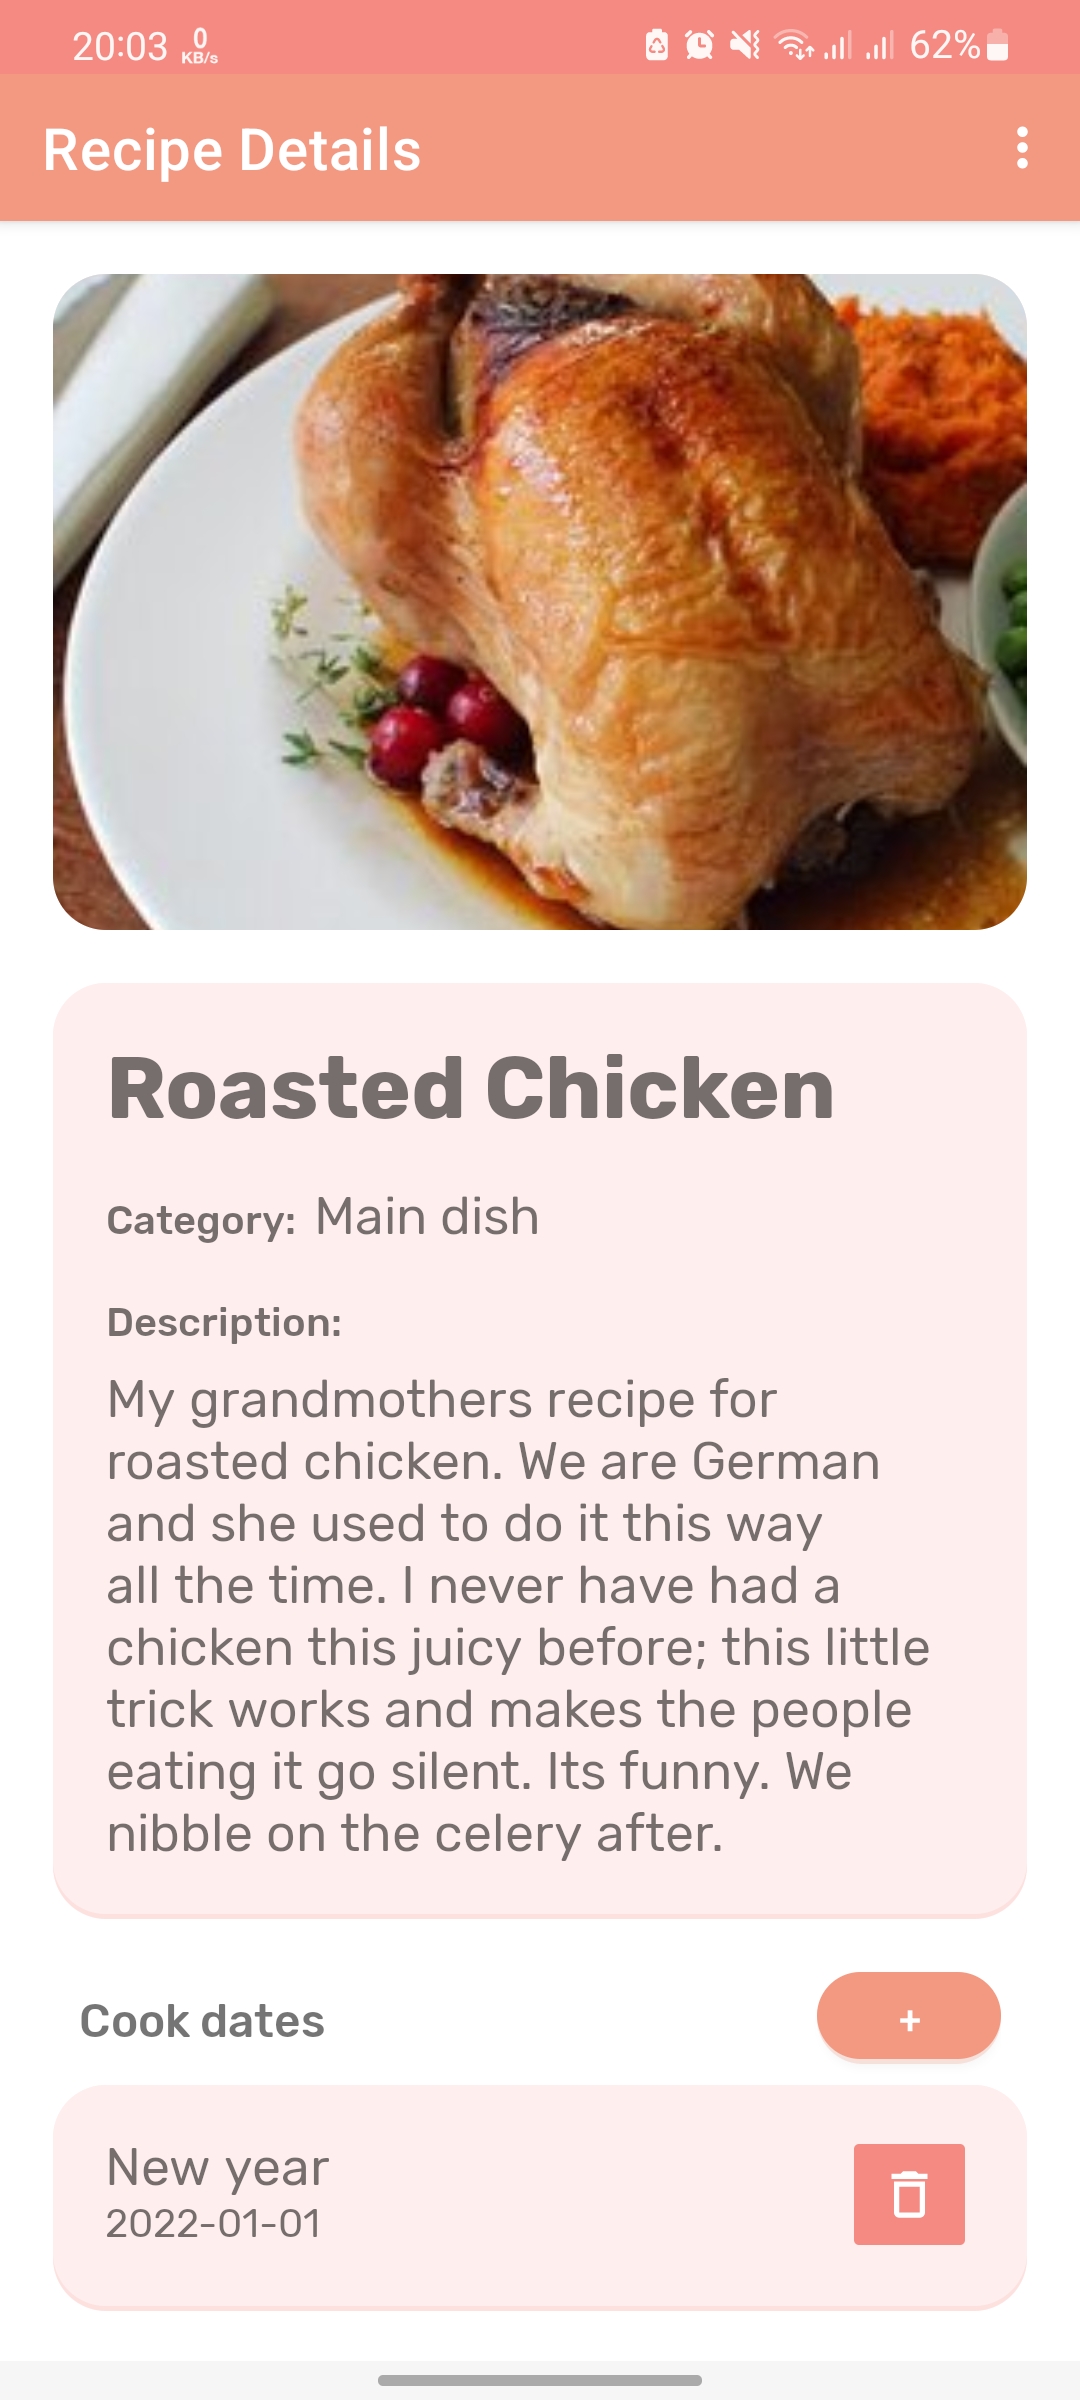 20:03 0 KB/s 62%
Recipe Details
Roasted Chicken
Category: Main dish
Description:
My grandmothers recipe for
roasted chicken. We are German
and she used to do it this way
all the time. I never have had a
chicken this juicy before; this little
trick works and makes the people
eating it go silent. Its funny. We
nibble on the celery after.
Cook dates +
New year
2022-01-01